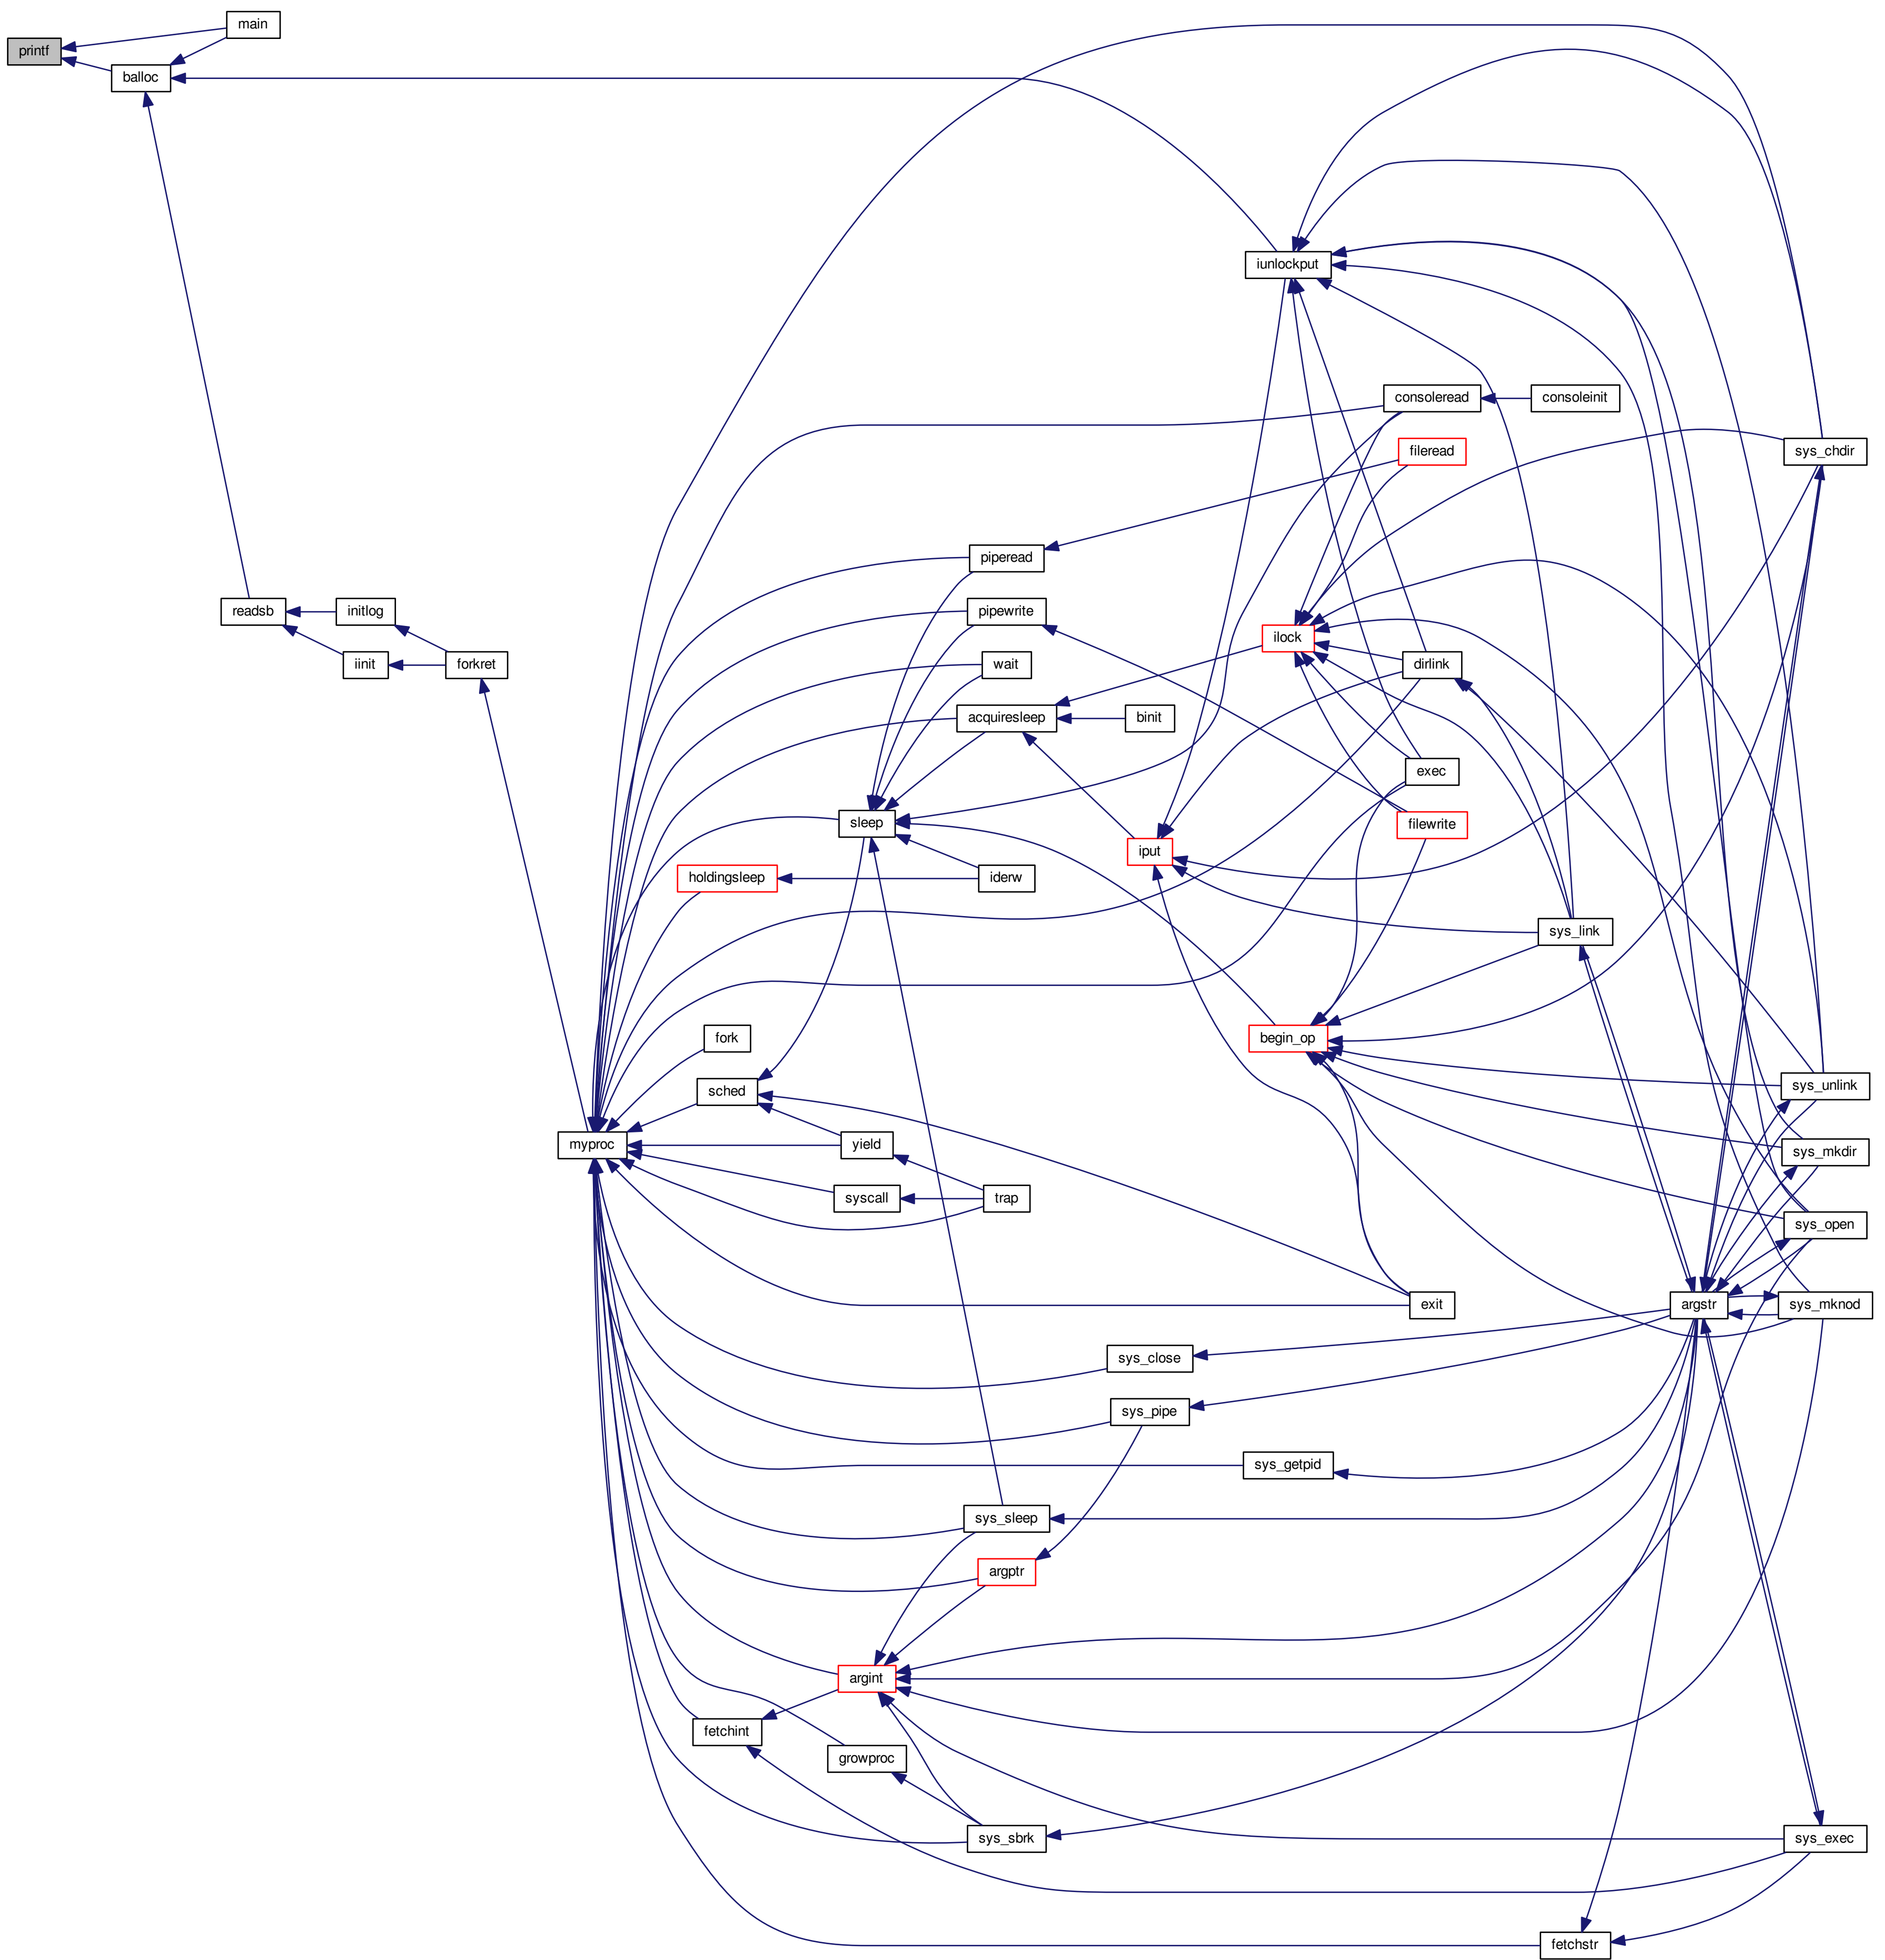 main
printf
balloc
iunlockput
consoleread
consoleinit
fileread
sys_chdir
piperead
readsb
initlog
pipewrite
ilock
iinit
forkret
wait
dirlink
acquiresleep
binit
exec
sleep
filewrite
iput
holdingsleep
iderw
sys_link
fork
begin_op
sched
sys_unlink
myproc
yield
sys_mkdir
syscall
trap
sys_open
exit
argstr
sys_mknod
sys_close
sys_pipe
sys_getpid
sys_sleep
argptr
argint
fetchint
growproc
sys_sbrk
sys_exec
fetchstr